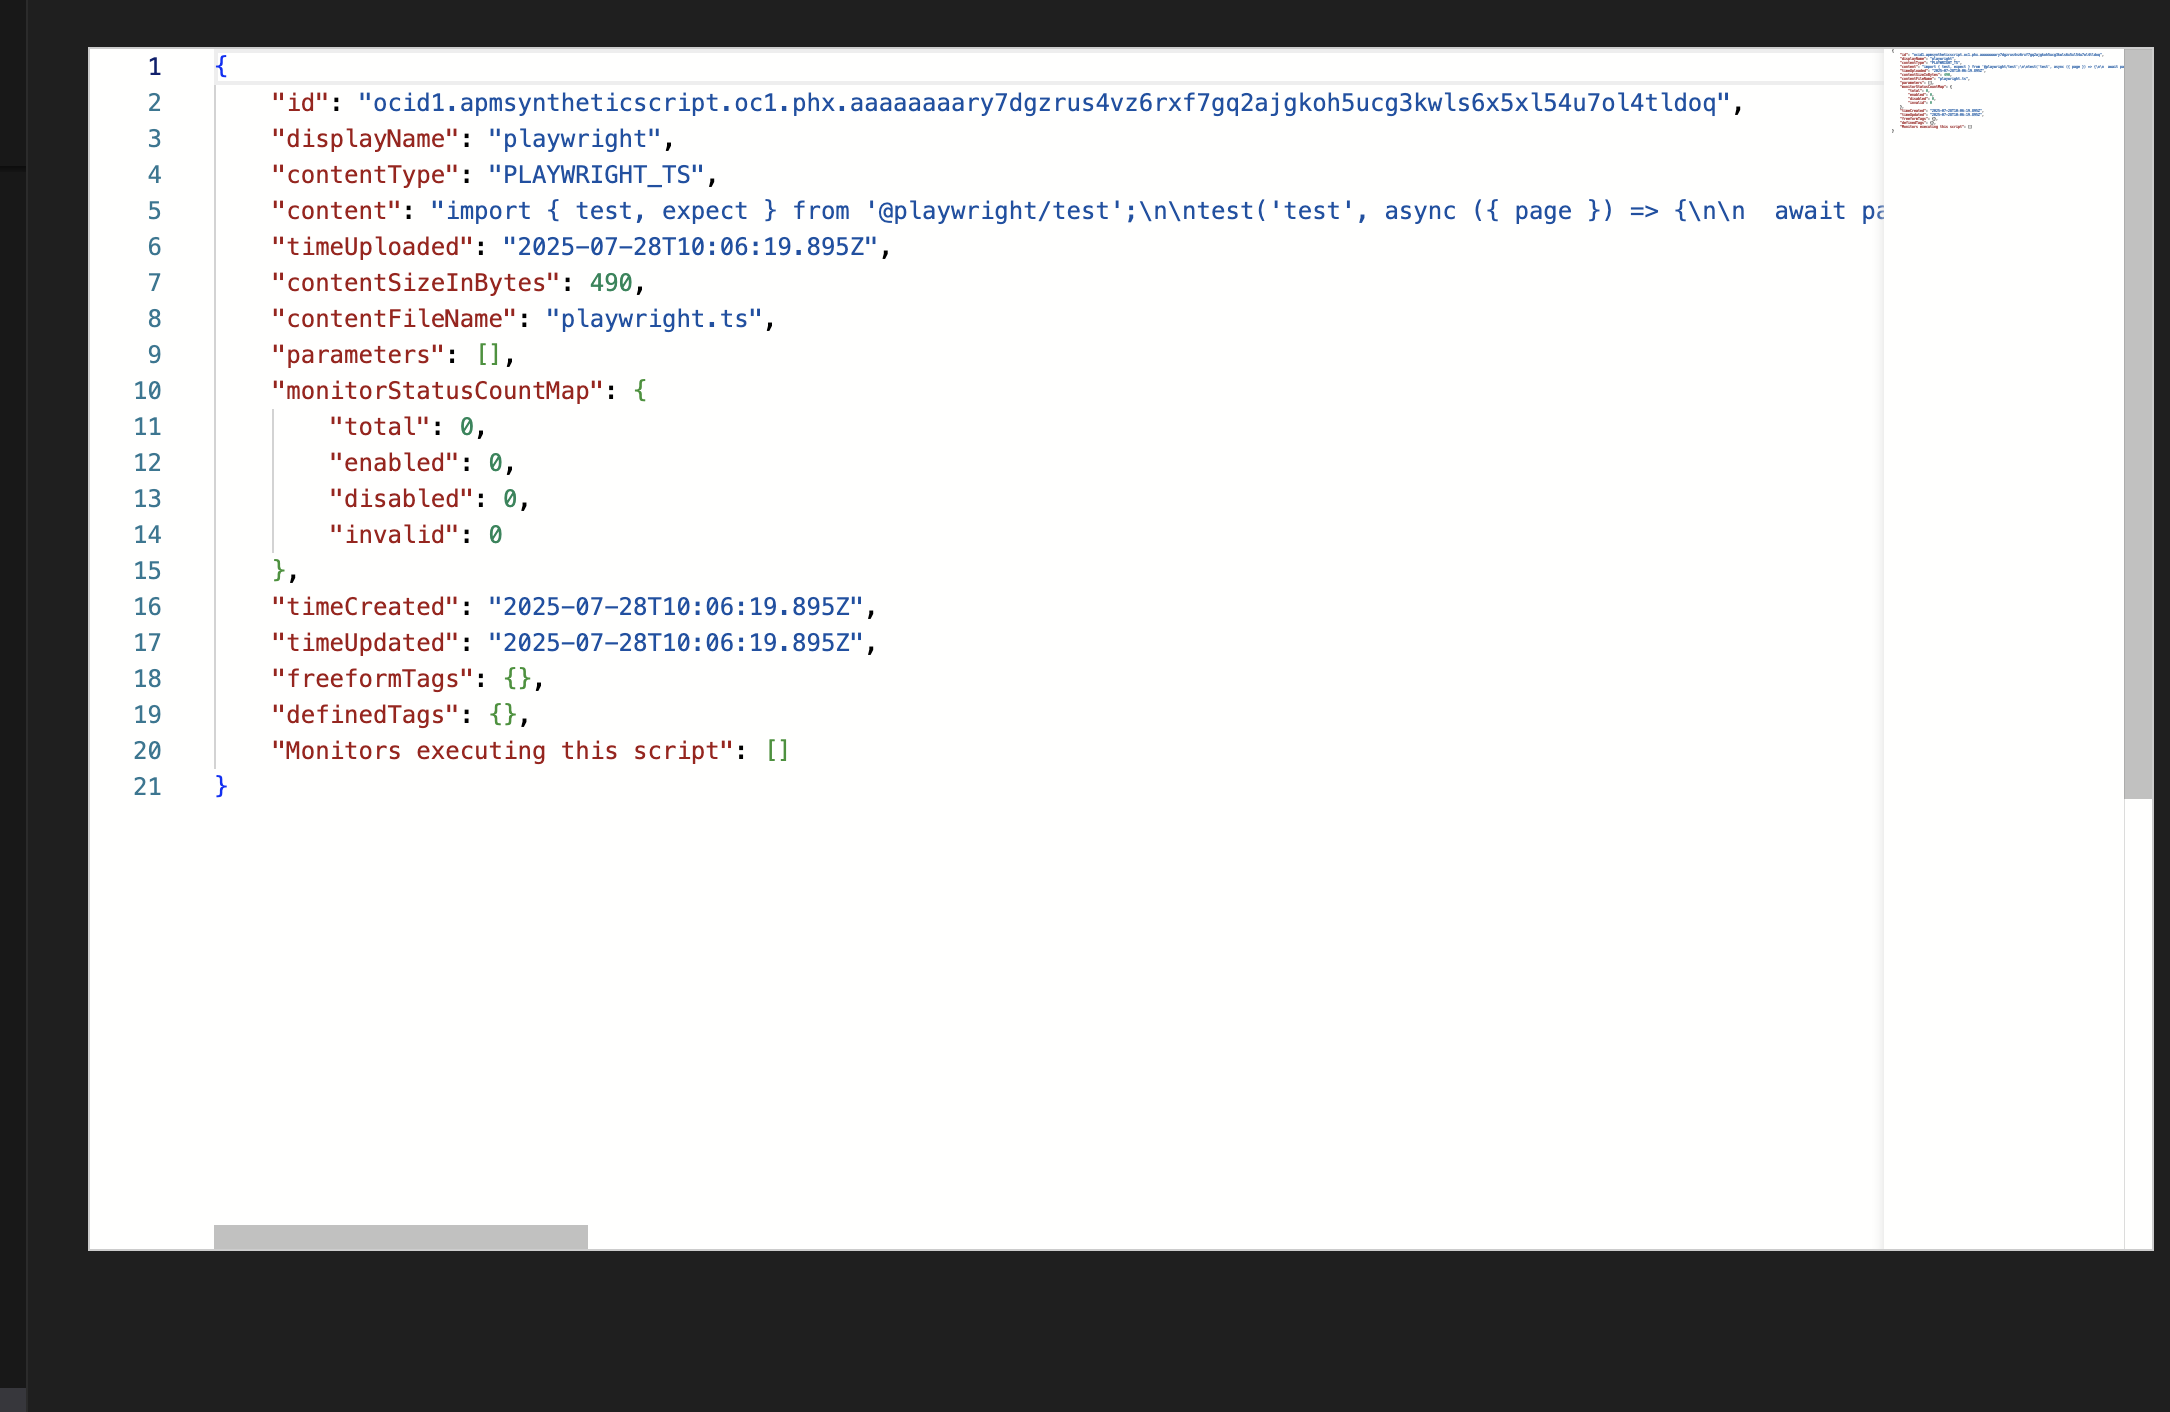 1 {
2 "id": "ocid1.apmsyntheticscript.oc1.phx.aaaaaaaary7dgzrus4vz6rxf7gq2ajgkoh5ucg3kwls6x5xl54u7ol4tldoq",
3 "displayName": "playwright",
4 "contentType": "PLAYWRIGHT_TS",
5 "content": "import { test, expect } from '@playwright/test';\n\ntest('test', async ({ page }) => {\n\n  await pa
6 "timeUploaded": "2025-07-28T10:06:19.895Z",
7 "contentSizeInBytes": 490,
8 "contentFileName": "playwright.ts",
9 "parameters": [],
10 "monitorStatusCountMap": {
11 "total": 0,
12 "enabled": 0,
13 "disabled": 0,
14 "invalid": 0
15 },
16 "timeCreated": "2025-07-28T10:06:19.895Z",
17 "timeUpdated": "2025-07-28T10:06:19.895Z",
18 "freeformTags": {},
19 "definedTags": {},
20 "Monitors executing this script": []
21 }